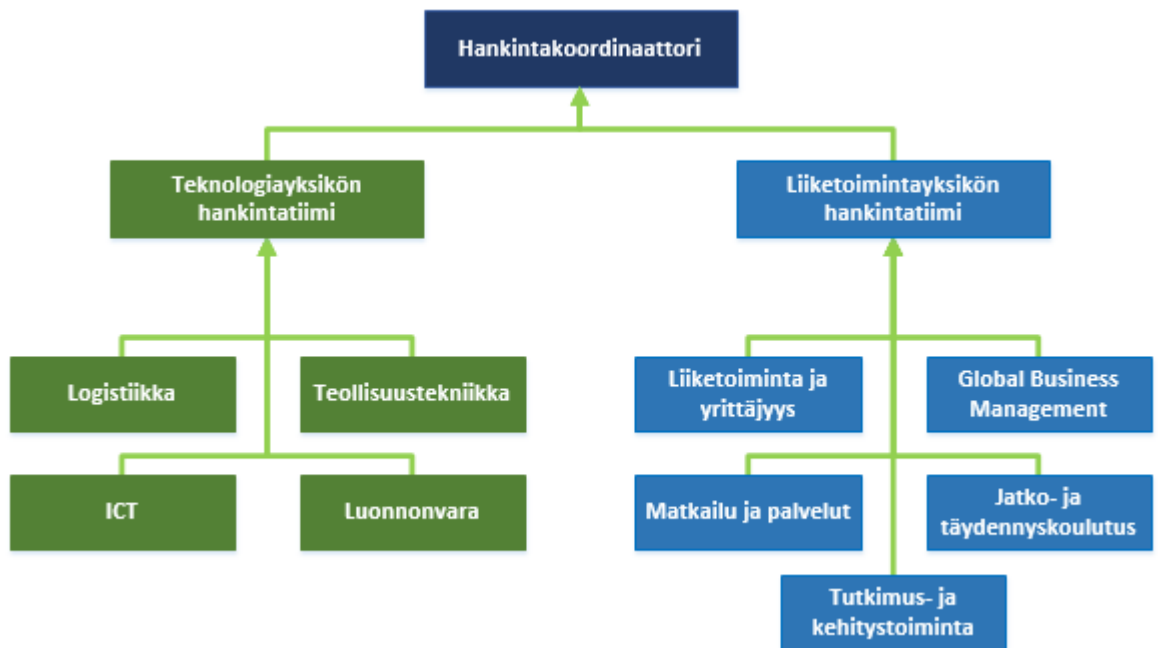 Hankintakoordinaattori
Teknologiayksikön
hankintatiimi
Liiketoimintayksikön
hankintatiimi
Logistiikka
Teollisuustekniikka
Liiketoiminta ja
yrittäjyys
Global Business
Management
ICT
Luonnonvara
Matkailu ja palvelut
Jatko- ja
täydennyskoulutus
Tutkimus- ja
kehitystoiminta